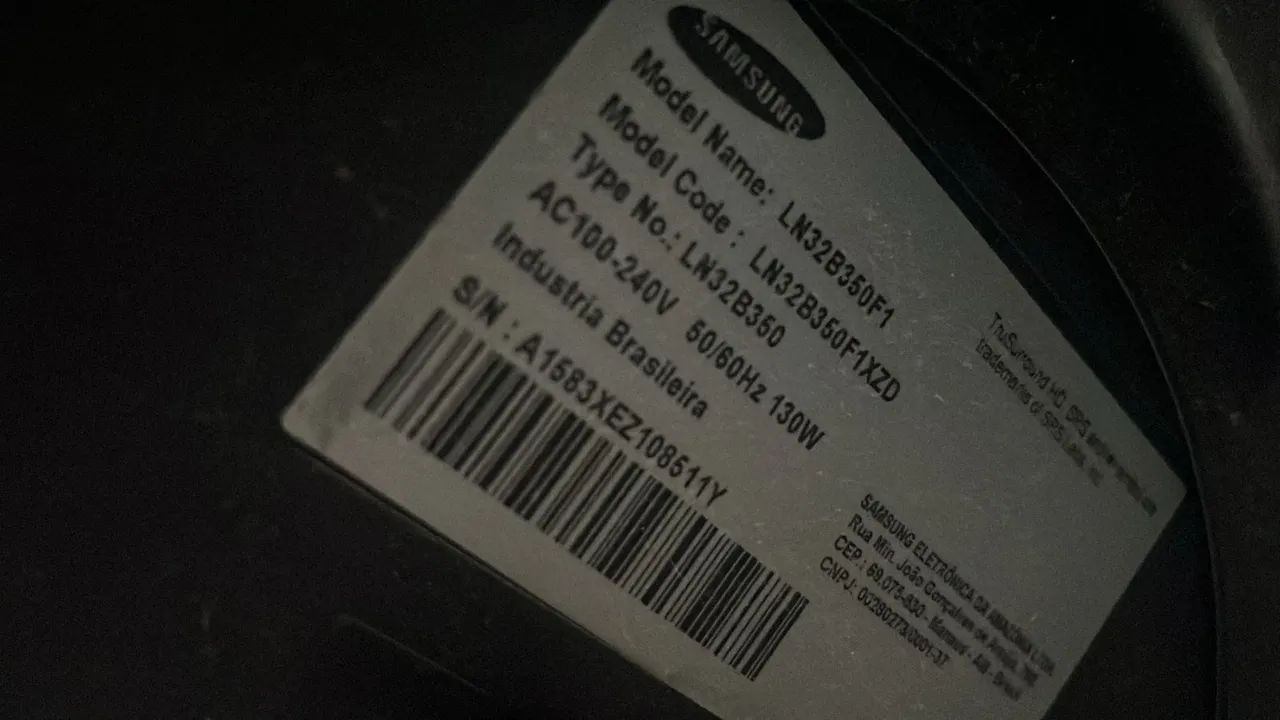 SAMSUNG
Model Name: LN32B350F1
Model Code : LN32B350F1XZD
Type No.: LN32B350
AC100-240V 50/60Hz 130W
Industria Brasileira
S/N : A1583XEZ108511Y
TruSurround HD, SRS
trademarks of SRS Labs, Inc.
SAMSUNG ELETRÔNICA DA AMAZÔNIA LTDA.
Rua Min. João Gonçalves de
CEP.: 69.075-830 - Manaus - AM - Brasil
CNPJ: 00280273/0001-37